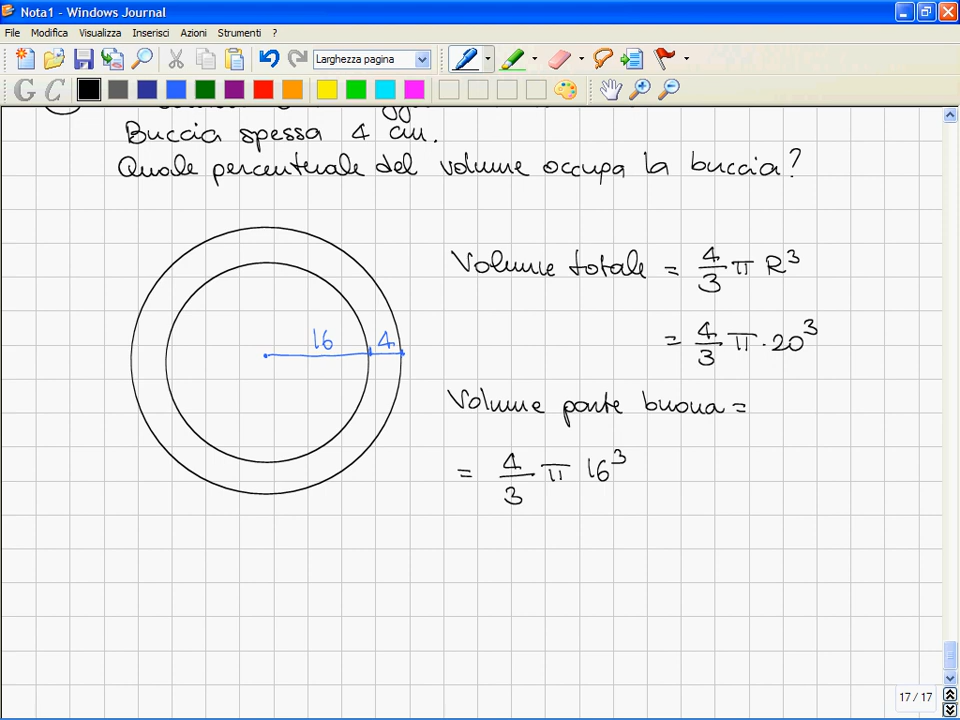 Nota1 - Windows Journal
File Modifica Visualizza Inserisci Azioni Strumenti ?
Larghezza pagina
G C
Buccia spessa 4 cm.
Quale percentuale del volume occupa la buccia?
Volume totale = 4/3 π R³
= 4/3 π · 20³
16 4
Volume parte buona =
= 4/3 π 16³
17 / 17